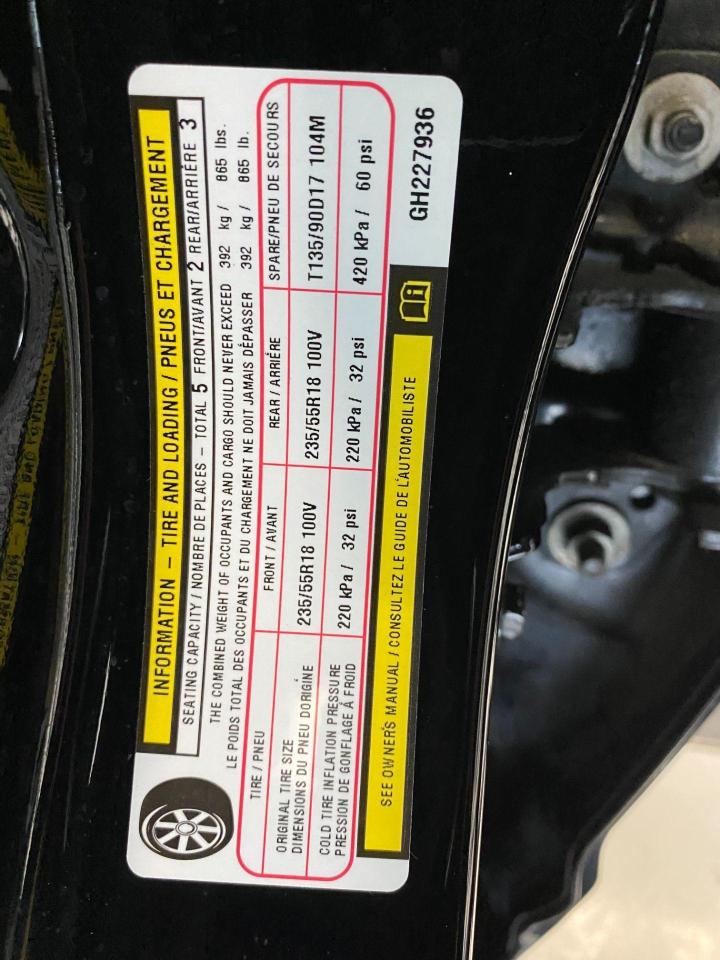 INFORMATION – TIRE AND LOADING / PNEUS ET CHARGEMENT
SEATING CAPACITY / NOMBRE DE PLACES – TOTAL 5 FRONT/AVANT 2 REAR/ARRIÈRE 3
THE COMBINED WEIGHT OF OCCUPANTS AND CARGO SHOULD NEVER EXCEED 392 kg / 865 lbs.
LE POIDS TOTAL DES OCCUPANTS ET DU CHARGEMENT NE DOIT JAMAIS DÉPASSER 392 kg / 865 lb.
TIRE / PNEU FRONT / AVANT REAR / ARRIÈRE SPARE/PNEU DE SECOURS
ORIGINAL TIRE SIZE
DIMENSIONS DU PNEU DORIGINE 235/55R18 100V 235/55R18 100V T135/90D17 104M
COLD TIRE INFLATION PRESSURE
PRESSION DE GONFLAGE À FROID 220 kPa / 32 psi 220 kPa / 32 psi 420 kPa / 60 psi
SEE OWNER'S MANUAL / CONSULTEZ LE GUIDE DE L'AUTOMOBILISTE
GH227936